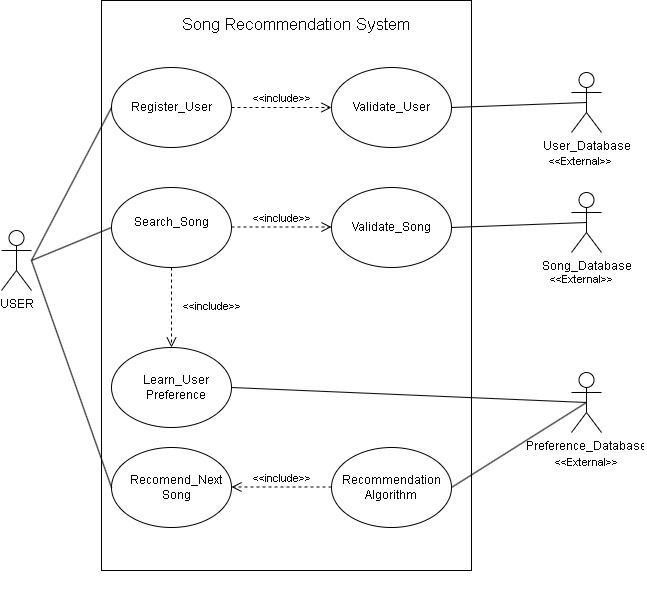 Song Recommendation System
Register_User
<<include>>
Validate_User
User_Database
<<External>>
Search_Song
<<include>>
Validate_Song
Song_Database
<<External>>
USER
<<include>>
Learn_User
Preference
Preference_Database
<<External>>
Recomend_Next
Song
<<include>>
Recommendation
Algorithm